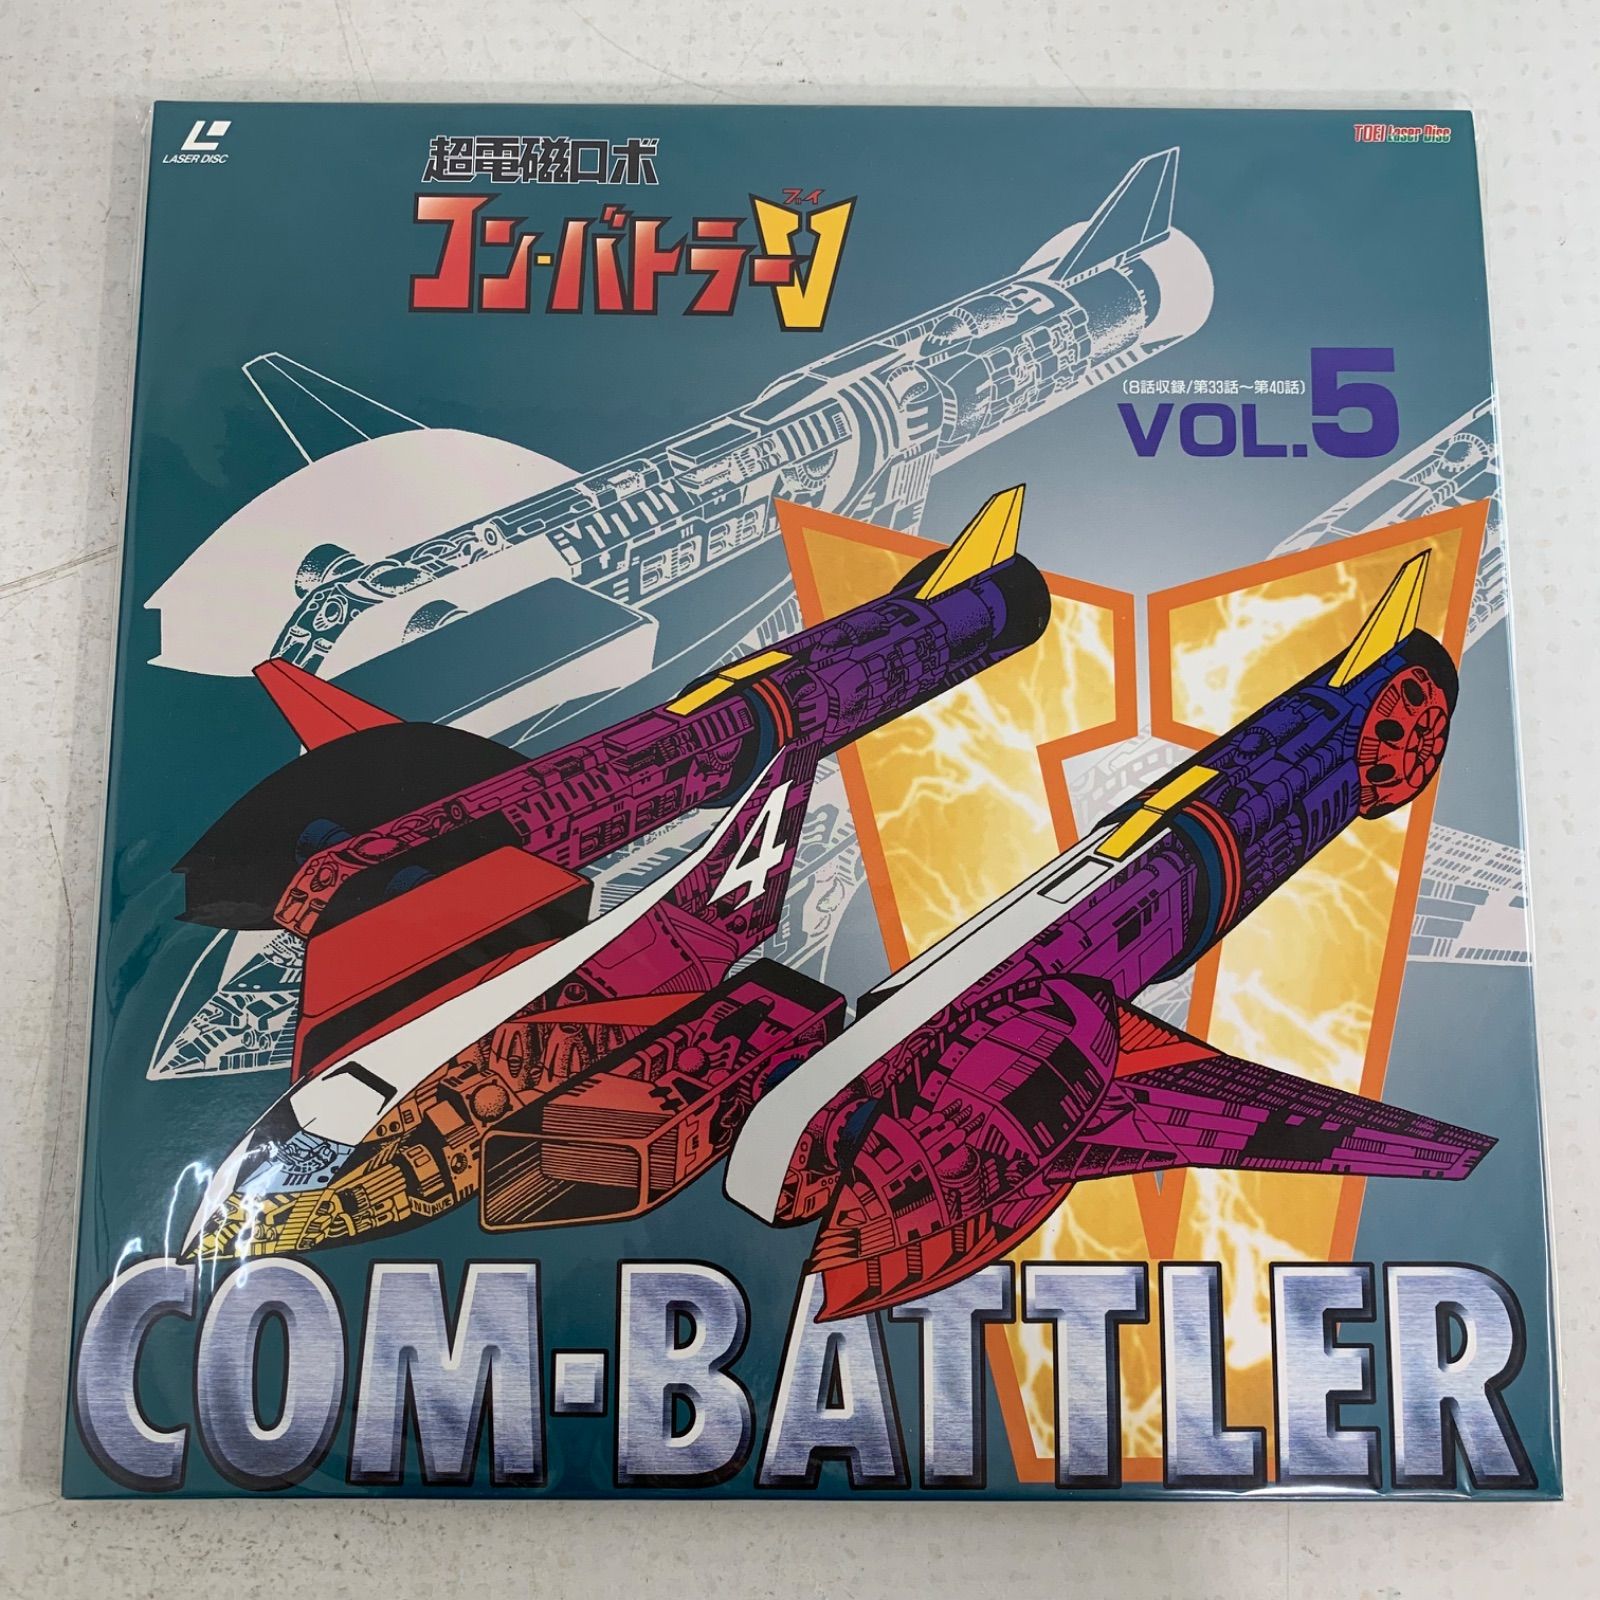 LASER DISC
TOEI Laser Disc
超電磁ロボ
コン・バトラーV
ブイ
(8話収録/第33話〜第40話)
VOL.5
4
COM-BATTLER